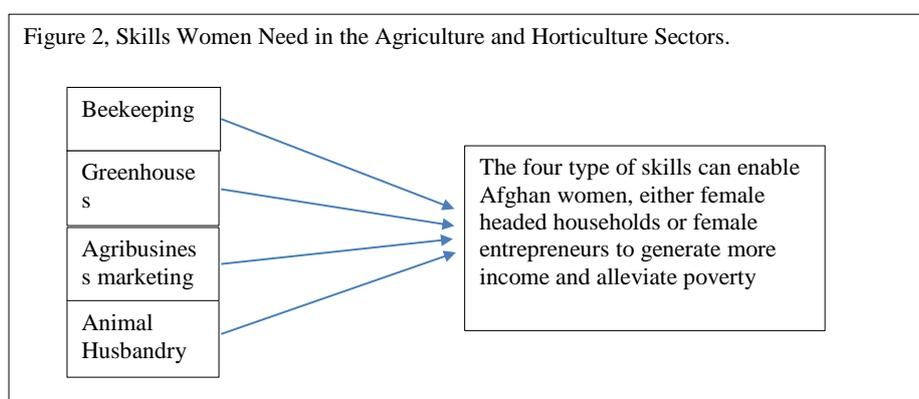 Figure 2, Skills Women Need in the Agriculture and Horticulture Sectors.
Beekeeping
Greenhouse
s
Agribusines
s marketing
Animal
Husbandry
The four type of skills can enable
Afghan women, either female
headed households or female
entrepreneurs to generate more
income and alleviate poverty